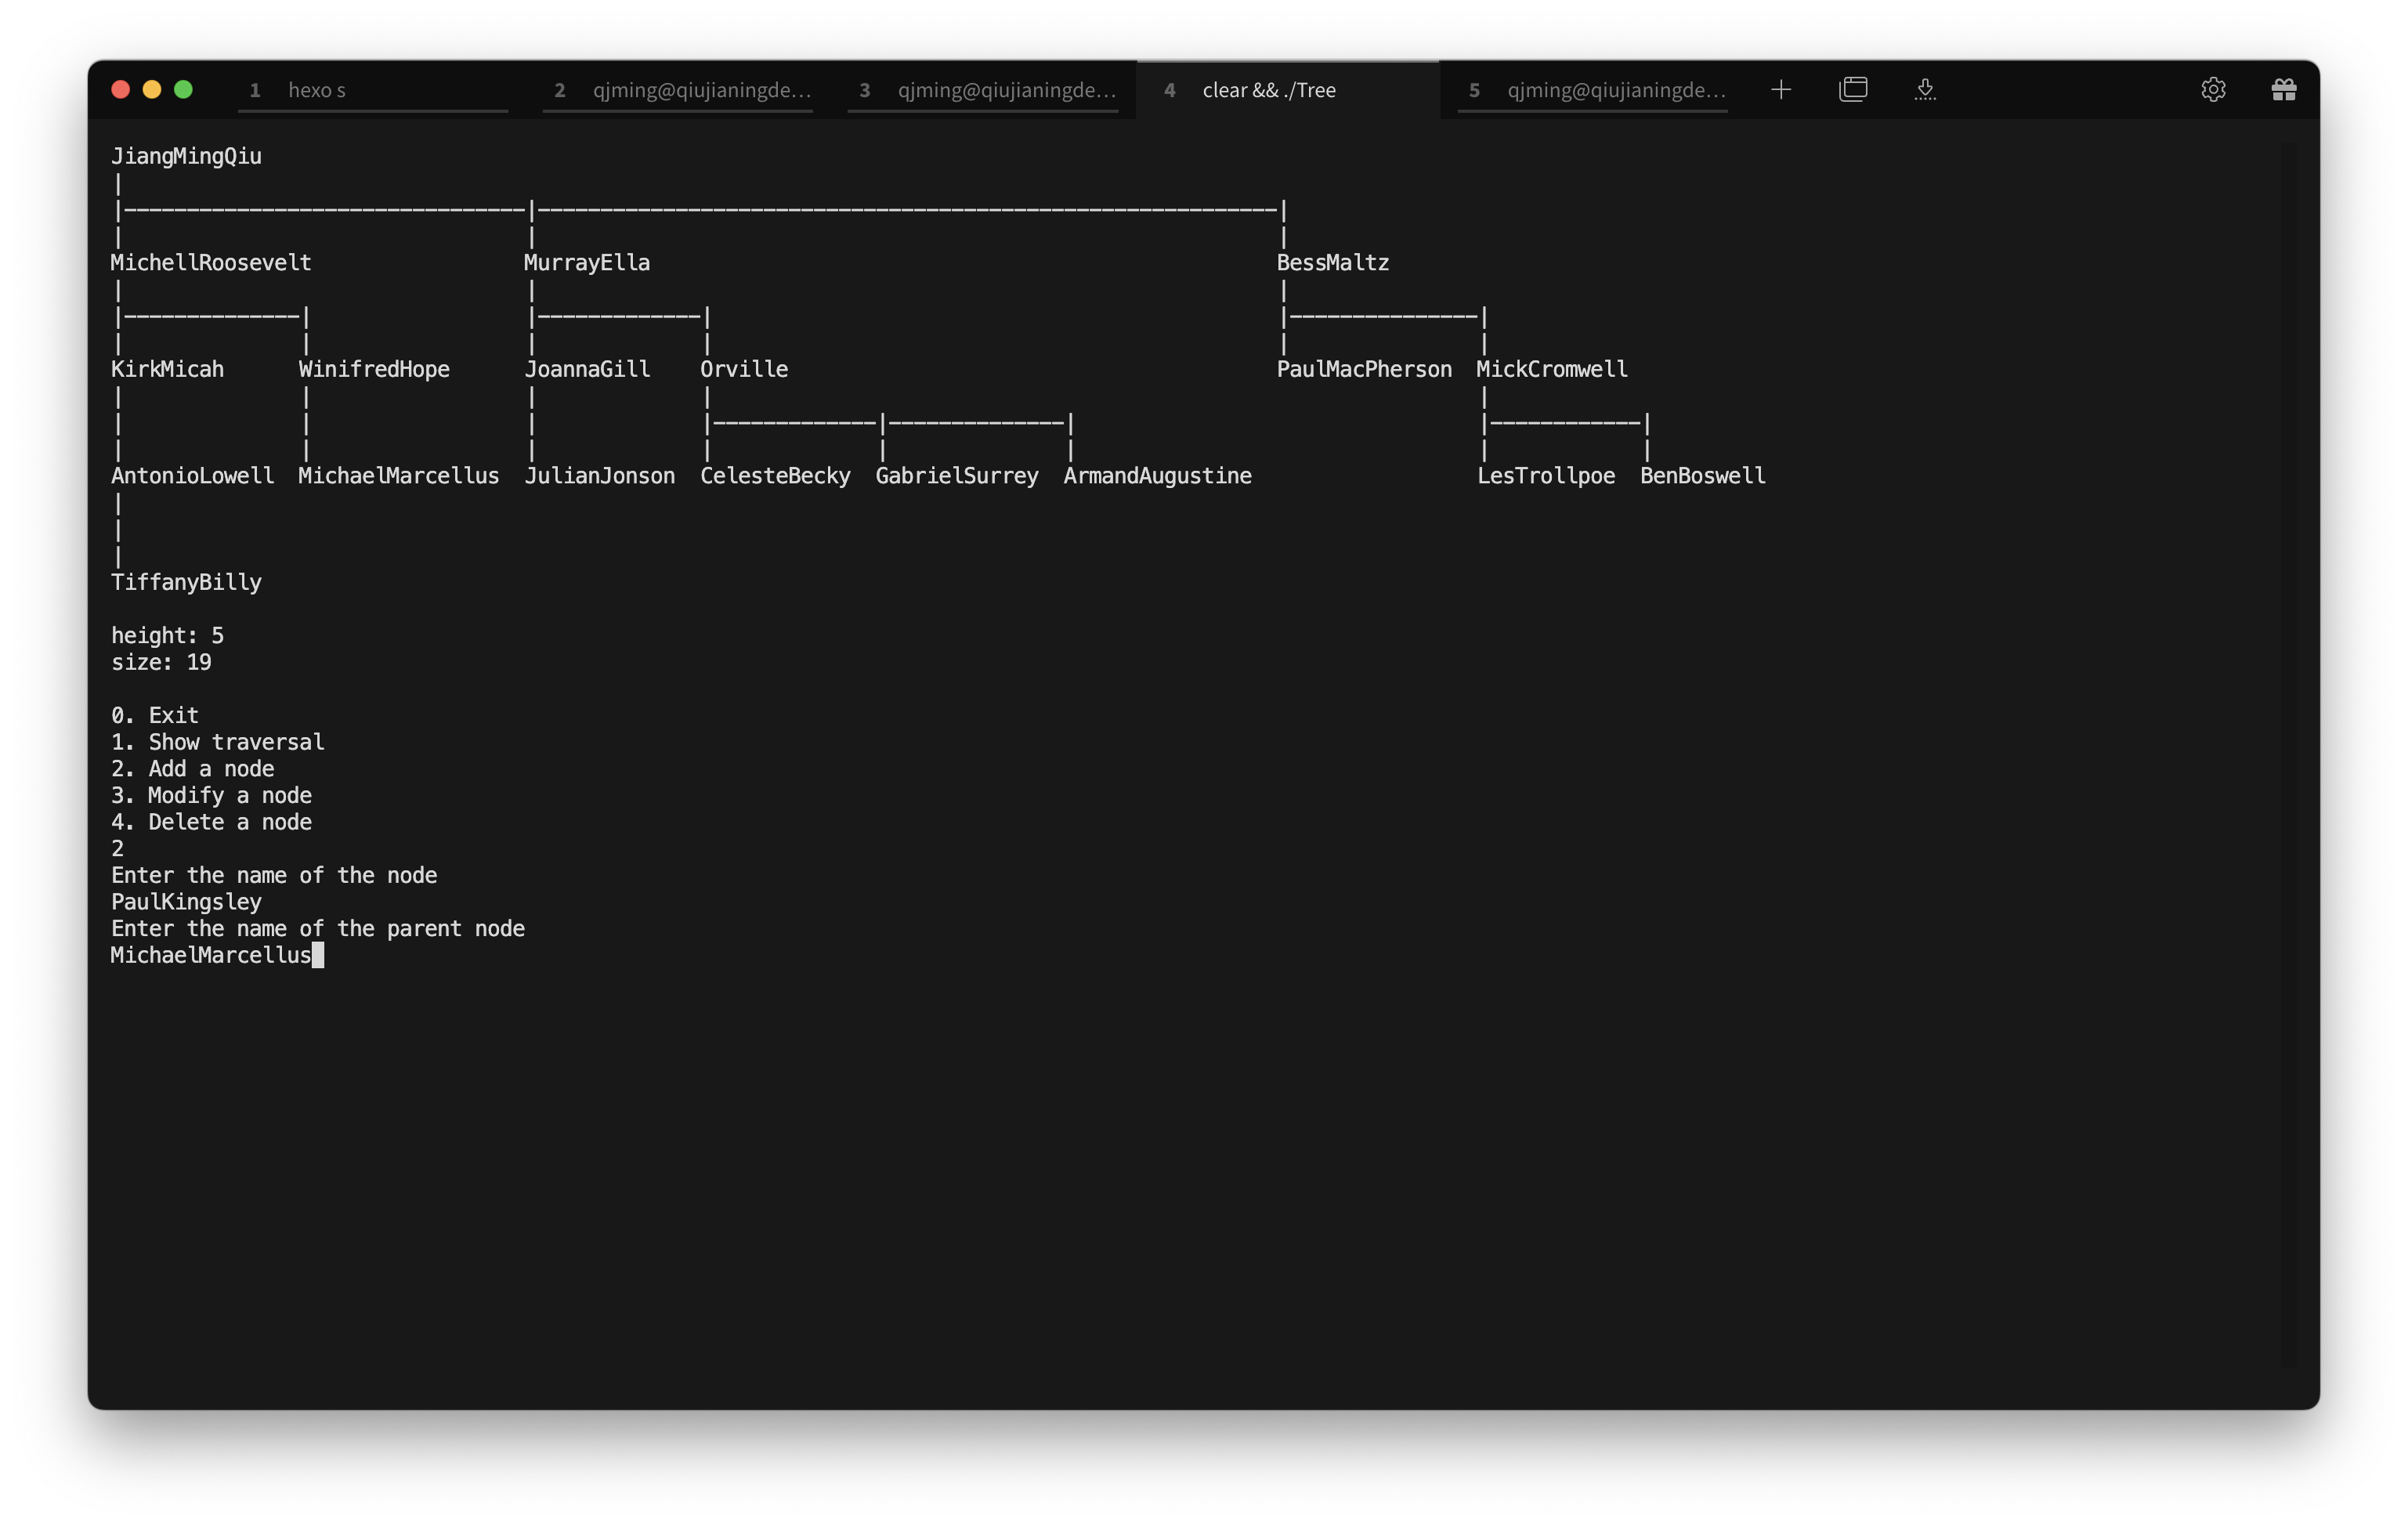 1 hexo s 2 qjming@qiujianingde... 3 qjming@qiujianingde... 4 clear && ./Tree 5 qjming@qiujianingde...
JiangMingQiu
MichellRoosevelt MurrayElla BessMaltz
KirkMicah WinifredHope JoannaGill Orville PaulMacPherson MickCromwell
AntonioLowell MichaelMarcellus JulianJonson CelesteBecky GabrielSurrey ArmandAugustine LesTrollpoe BenBoswell
TiffanyBilly
height: 5
size: 19
0. Exit
1. Show traversal
2. Add a node
3. Modify a node
4. Delete a node
2
Enter the name of the node
PaulKingsley
Enter the name of the parent node
MichaelMarcellus